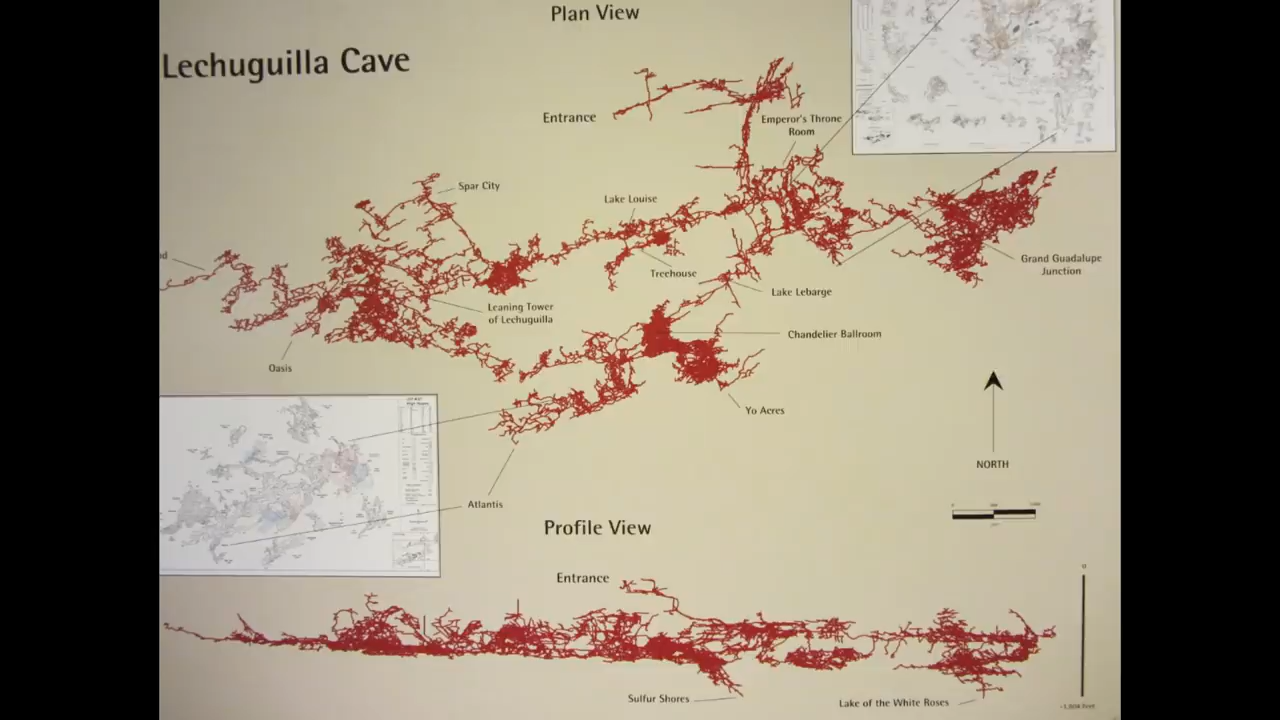 Plan View
Lechuguilla Cave
Entrance
Emperor's Throne
Room
Spar City
Lake Louise
Treehouse
Grand Guadalupe
Junction
Lake Lebarge
Leaning Tower
of Lechuguilla
Chandelier Ballroom
Oasis
Yo Acres
NORTH
Atlantis
Profile View
Entrance
Sulfur Shores
Lake of the White Roses